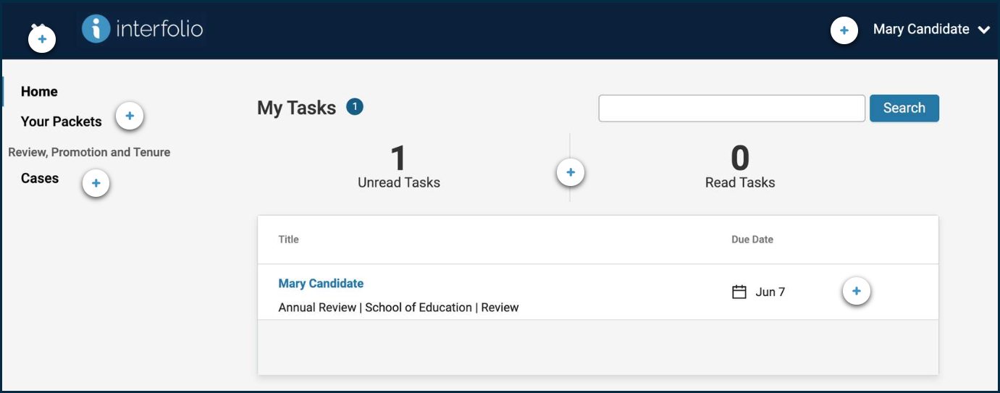 interfolio
Mary Candidate
Home
Your Packets
Review, Promotion and Tenure
Cases
My Tasks 1
Search
1
Unread Tasks
0
Read Tasks
Title Due Date
Mary Candidate
Annual Review | School of Education | Review
Jun 7